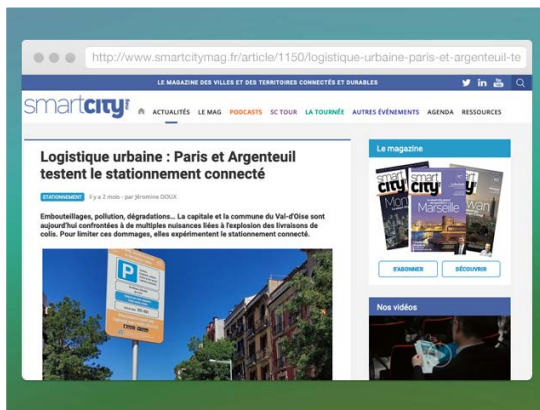 http://www.smartcitymag.fr/article/1150/logistique-urbaine-paris-et-argenteuil-te
LE MAGAZINE DES VILLES ET DES TERRITOIRES CONNECTÉS ET DURABLES
smartcity
ACTUALITÉS LE MAG PODCASTS SC TOUR LA TOURNÉE AUTRES ÉVÉNEMENTS AGENDA RESSOURCES
Logistique urbaine : Paris et Argenteuil
testent le stationnement connecté
STATIONNEMENT Il y a 2 mois - par Jéromine DOUX
Embouteillages, pollution, dégradations... La capitale et la commune du Val-d'Oise sont
aujourd'hui confrontées à de multiples nuisances liées à l'explosion des livraisons de
colis. Pour limiter ces dommages, elles expérimentent le stationnement connecté.
P
Le magazine
smart
city
Marseille
S'ABONNER DÉCOUVRIR
Nos vidéos